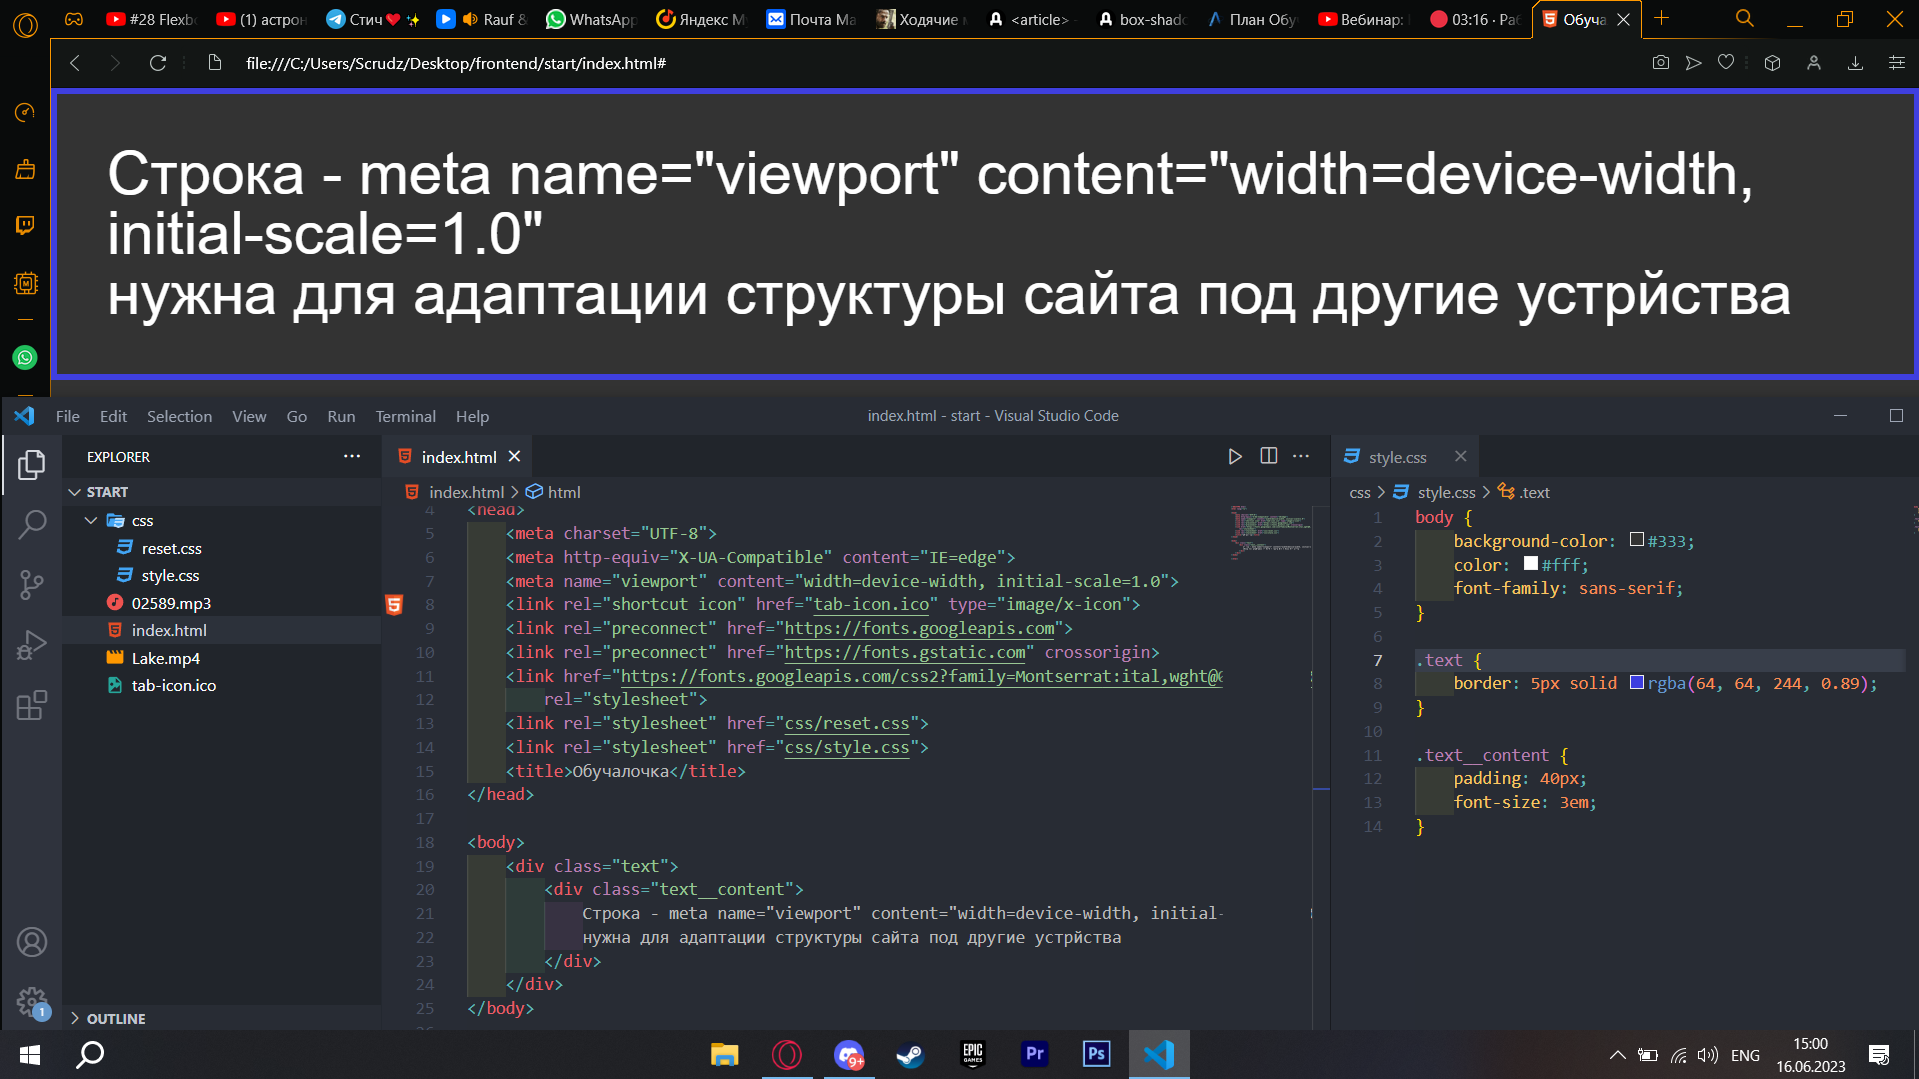 #28 Flexb
(1) астрон
Стич❤️✨
Rauf &
WhatsApp
Яндекс М
Почта Ма
Ходячие
<article>
box-shado
План Обу
Вебинар:
03:16 · Ра
Обуча
file:///C:/Users/Scrudz/Desktop/frontend/start/index.html#
Строка - meta name="viewport" content="width=device-width,
initial-scale=1.0"
нужна для адаптации структуры сайта под другие устрйства
File Edit Selection View Go Run Terminal Help
index.html - start - Visual Studio Code
EXPLORER
START
css
reset.css
style.css
02589.mp3
index.html
Lake.mp4
tab-icon.ico
OUTLINE
1
index.html
index.html > html
4 <head>
5 <meta charset="UTF-8">
6 <meta http-equiv="X-UA-Compatible" content="IE=edge">
7 <meta name="viewport" content="width=device-width, initial-scale=1.0">
8 <link rel="shortcut icon" href="tab-icon.ico" type="image/x-icon">
9 <link rel="preconnect" href="https://fonts.googleapis.com">
10 <link rel="preconnect" href="https://fonts.gstatic.com" crossorigin>
11 <link href="https://fonts.googleapis.com/css2?family=Montserrat:ital,wght@
12 rel="stylesheet">
13 <link rel="stylesheet" href="css/reset.css">
14 <link rel="stylesheet" href="css/style.css">
15 <title>Обучалочка</title>
16 </head>
17
18 <body>
19 <div class="text">
20 <div class="text__content">
21 Строка - meta name="viewport" content="width=device-width, initial-
22 нужна для адаптации структуры сайта под другие устрйства
23 </div>
24 </div>
25 </body>
style.css
css > style.css > .text
1 body {
2 background-color: #333;
3 color: #fff;
4 font-family: sans-serif;
5 }
6
7 .text {
8 border: 5px solid rgba(64, 64, 244, 0.89);
9 }
10
11 .text__content {
12 padding: 40px;
13 font-size: 3em;
14 }
9+
EPIC
GAMES
Pr
Ps
ENG
15:00
16.06.2023